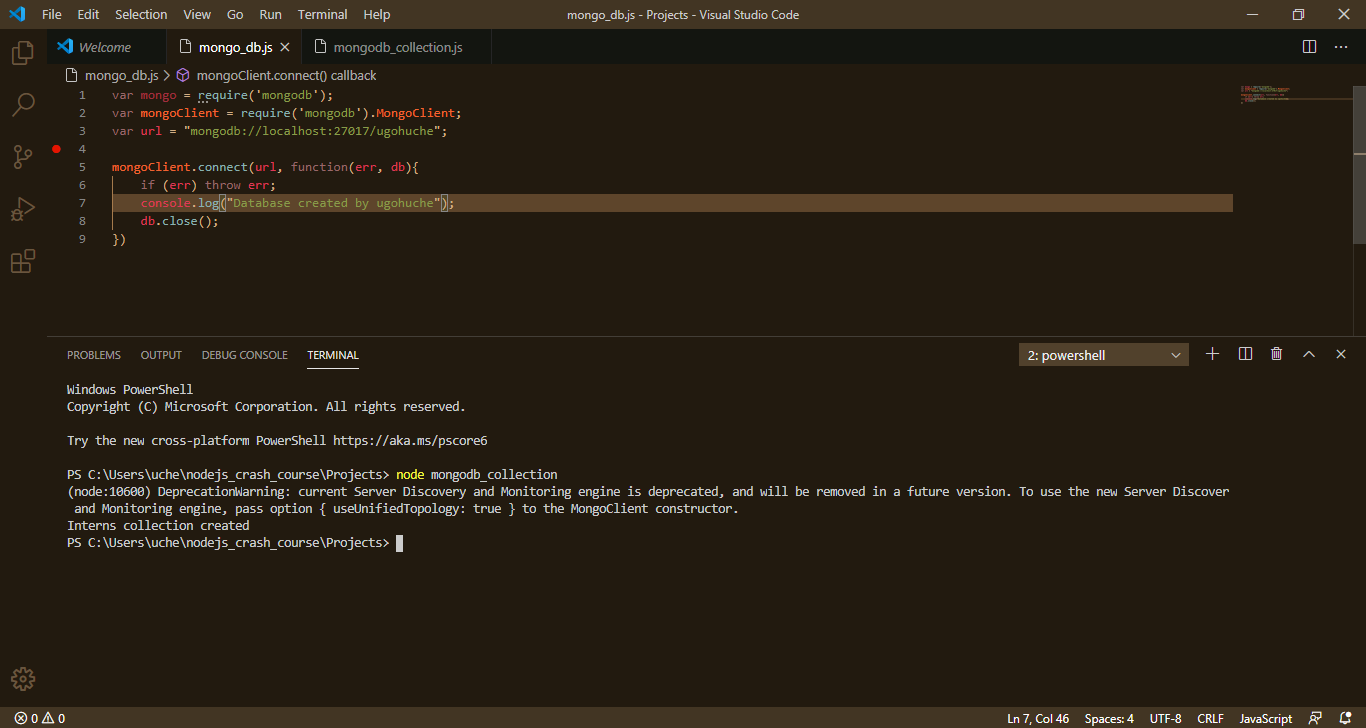 File Edit Selection View Go Run Terminal Help mongo_db.js - Projects - Visual Studio Code
Welcome mongo_db.js mongodb_collection.js
mongo_db.js > mongoClient.connect() callback
1 var mongo = require('mongodb');
2 var mongoClient = require('mongodb').MongoClient;
3 var url = "mongodb://localhost:27017/ugohuche";
4
5 mongoClient.connect(url, function(err, db){
6     if (err) throw err;
7     console.log("Database created by ugohuche");
8     db.close();
9 })
PROBLEMS OUTPUT DEBUG CONSOLE TERMINAL 2: powershell
Windows PowerShell
Copyright (C) Microsoft Corporation. All rights reserved.
Try the new cross-platform PowerShell https://aka.ms/pscore6
PS C:\Users\uche\nodejs_crash_course\Projects> node mongodb_collection
(node:10600) DeprecationWarning: current Server Discovery and Monitoring engine is deprecated, and will be removed in a future version. To use the new Server Discover
 and Monitoring engine, pass option { useUnifiedTopology: true } to the MongoClient constructor.
Interns collection created
PS C:\Users\uche\nodejs_crash_course\Projects>
0 0 Ln 7, Col 46 Spaces: 4 UTF-8 CRLF JavaScript